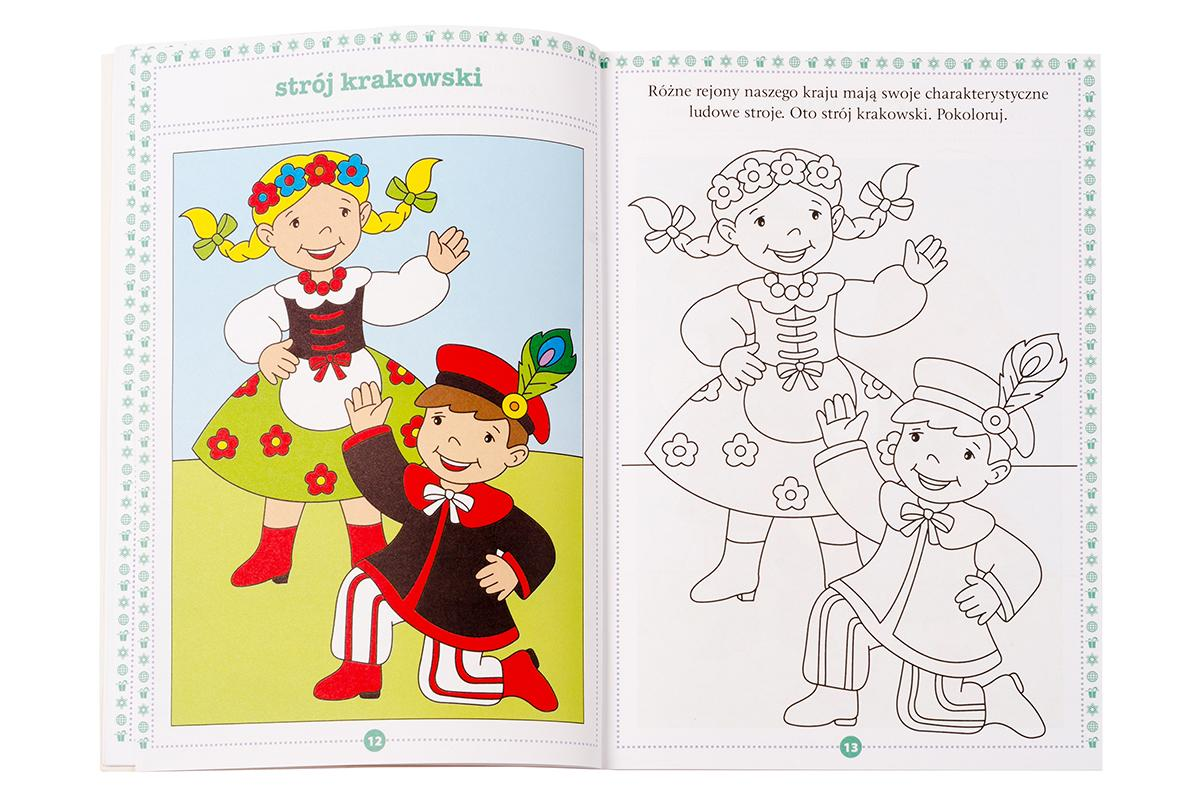 strój krakowski
12
Różne rejony naszego kraju mają swoje charakterystyczne
ludowe stroje. Oto strój krakowski. Pokoloruj.
13